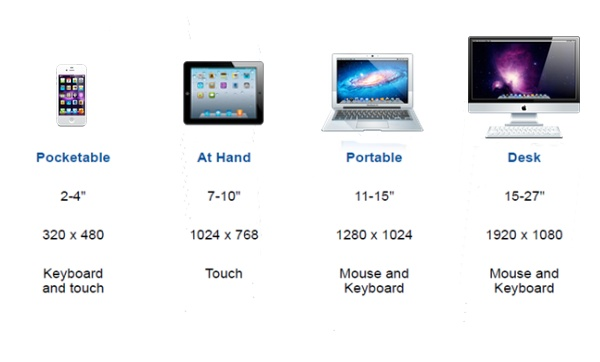 Pocketable
At Hand
Portable
Desk
2-4"
7-10"
11-15"
15-27"
320 x 480
1024 x 768
1280 x 1024
1920 x 1080
Keyboard
and touch
Touch
Mouse and
Keyboard
Mouse and
Keyboard